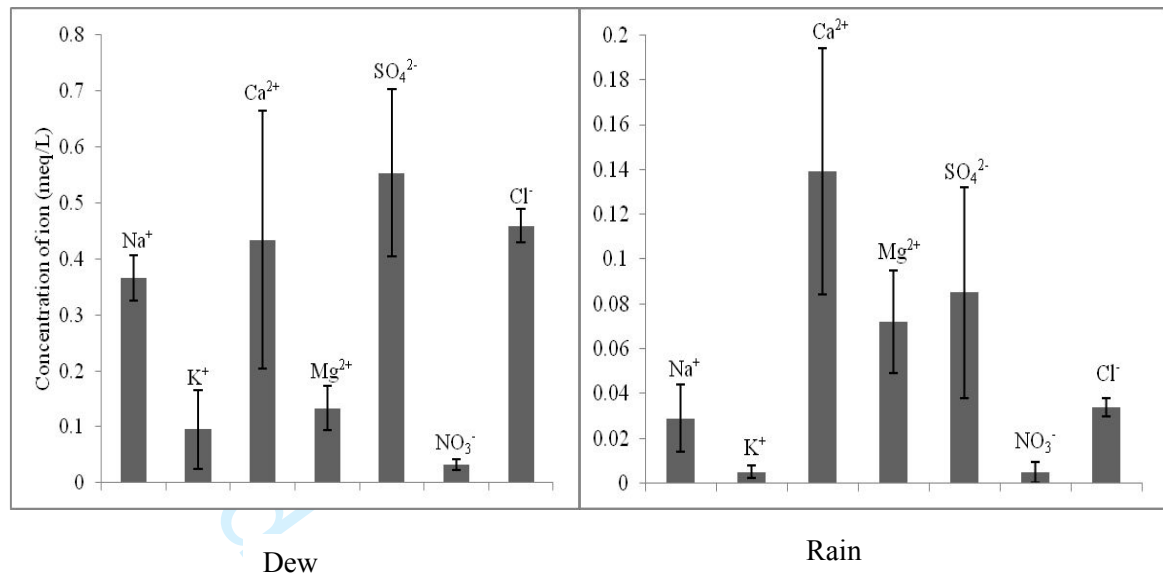 Concentration of ion (meq/L)
0.8
0.7
0.6
0.5
0.4
0.3
0.2
0.1
0
Na⁺
K⁺
Ca²⁺
Mg²⁺
SO₄²⁻
NO₃⁻
Cl⁻
Dew
0.2
0.18
0.16
0.14
0.12
0.1
0.08
0.06
0.04
0.02
0
Na⁺
K⁺
Ca²⁺
Mg²⁺
SO₄²⁻
NO₃⁻
Cl⁻
Rain